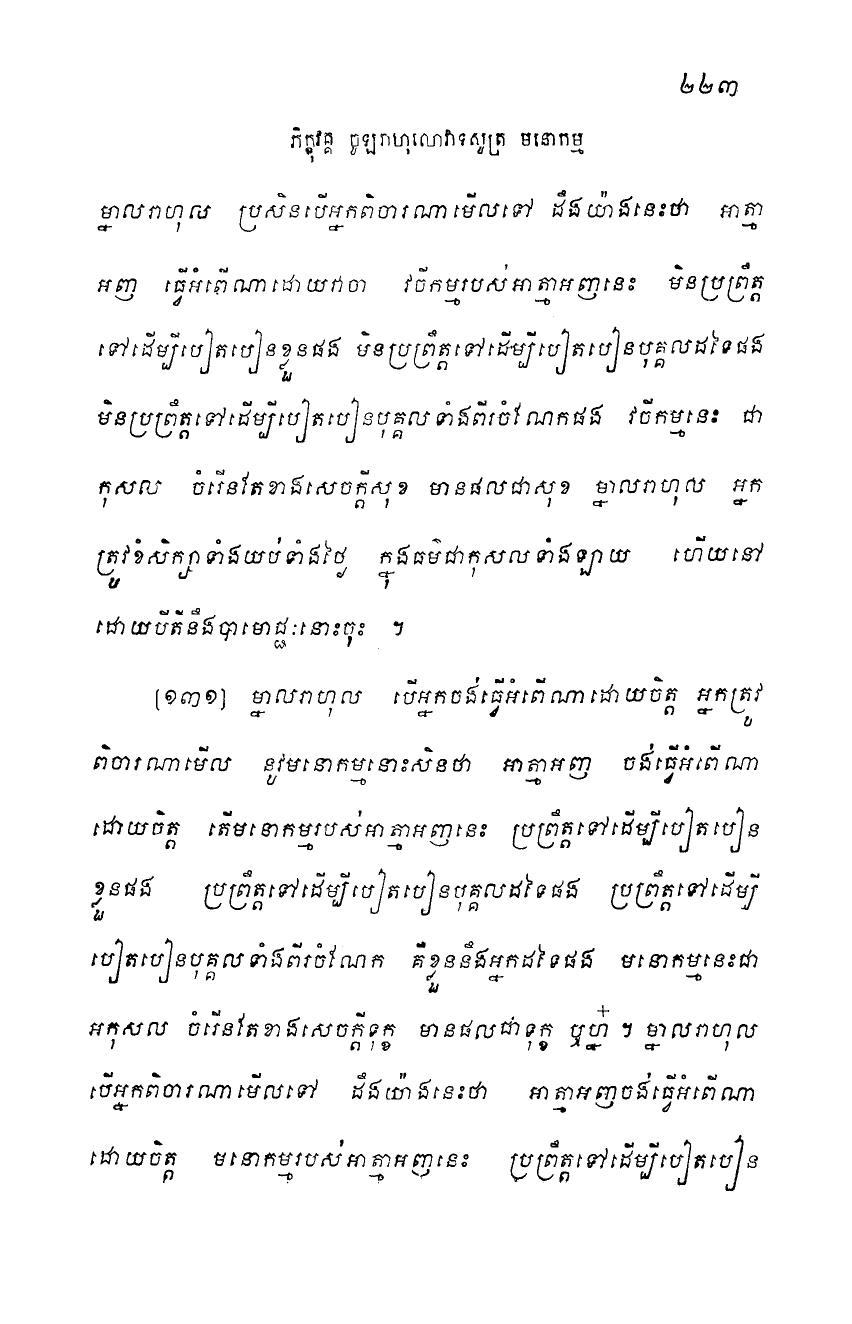 ២២៣
ភិក្ខុវគ្គ ចូឡរាហុលោវាទសូត្រ មនោកម្ម
ម្នាលរាហុល ប្រសិនបើអ្នកពិចារណាមើលទៅ ដឹងយ៉ាងនេះថា អាត្មា
អញ ធ្វើអំពើណាដោយវាចា វចីកម្មរបស់អាត្មាអញនេះ មិនប្រព្រឹត្ត
ទៅដើម្បីបៀតបៀនខ្លួនផង មិនប្រព្រឹត្តទៅដើម្បីបៀតបៀនបុគ្គលដទៃផង
មិនប្រព្រឹត្តទៅដើម្បីបៀតបៀនបុគ្គលទាំងពីរចំណែកផង វចីកម្មនេះ ជា
កុសល ចំរើនតែខាងសេចក្តីសុខ មានផលជាសុខ ម្នាលរាហុល អ្នក
ត្រូវខំសិក្សាទាំងយប់ទាំងថ្ងៃ ក្នុងធម៌ជាកុសលទាំងឡាយ ហើយនៅ
ដោយបីតីនឹងបាមោជ្ជៈនោះចុះ ។
[១៣១] ម្នាលរាហុល បើអ្នកចង់ធ្វើអំពើណាដោយចិត្ត អ្នកត្រូវ
ពិចារណាមើល នូវមនោកម្មនោះសិនថា អាត្មាអញ ចង់ធ្វើអំពើណា
ដោយចិត្ត តើមនោកម្មរបស់អាត្មាអញនេះ ប្រព្រឹត្តទៅដើម្បីបៀតបៀន
ខ្លួនផង ប្រព្រឹត្តទៅដើម្បីបៀតបៀនបុគ្គលដទៃផង ប្រព្រឹត្តទៅដើម្បី
បៀតបៀនបុគ្គលទាំងពីរចំណែក គឺខ្លួននឹងអ្នកដទៃផង មនោកម្មនេះជា
អកុសល ចំរើនតែខាងសេចក្តីទុក្ខ មានផលជាទុក្ខ ឬហ្ន៎ ។ ម្នាលរាហុល
បើអ្នកពិចារណាមើលទៅ ដឹងយ៉ាងនេះថា អាត្មាអញចង់ធ្វើអំពើណា
ដោយចិត្ត មនោកម្មរបស់អាត្មាអញនេះ ប្រព្រឹត្តទៅដើម្បីបៀតបៀន